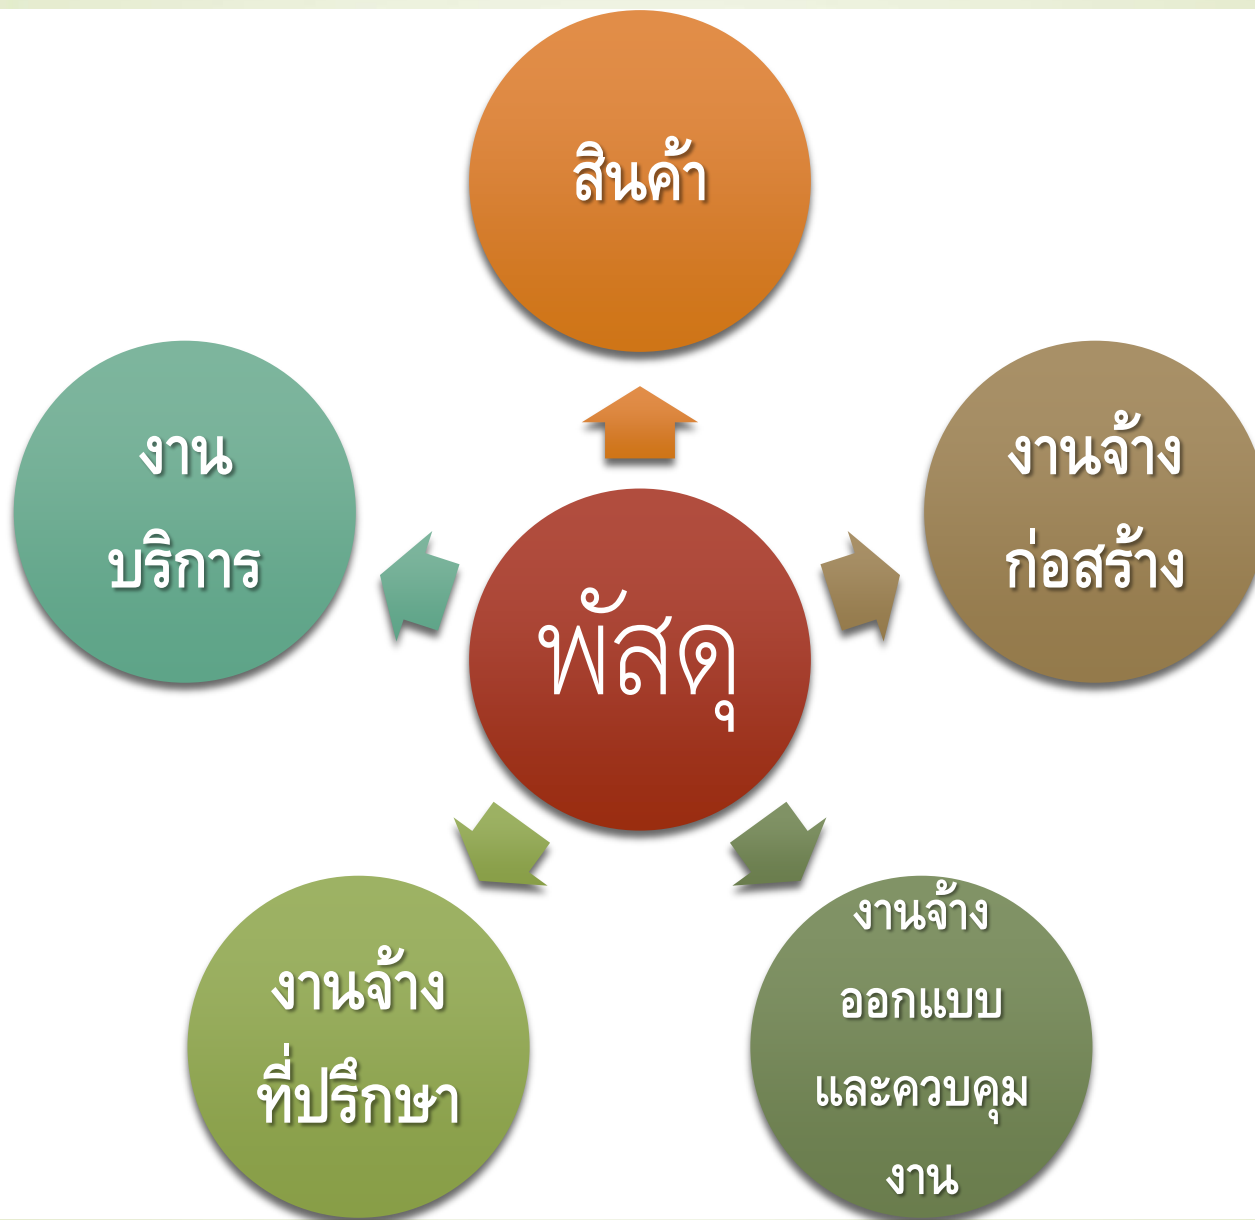 สินค้า
งาน
บริการ
งานจ้าง
ก่อสร้าง
พัสดุ
งานจ้าง
ที่ปรึกษา
งานจ้าง
ออกแบบ
และควบคุม
งาน